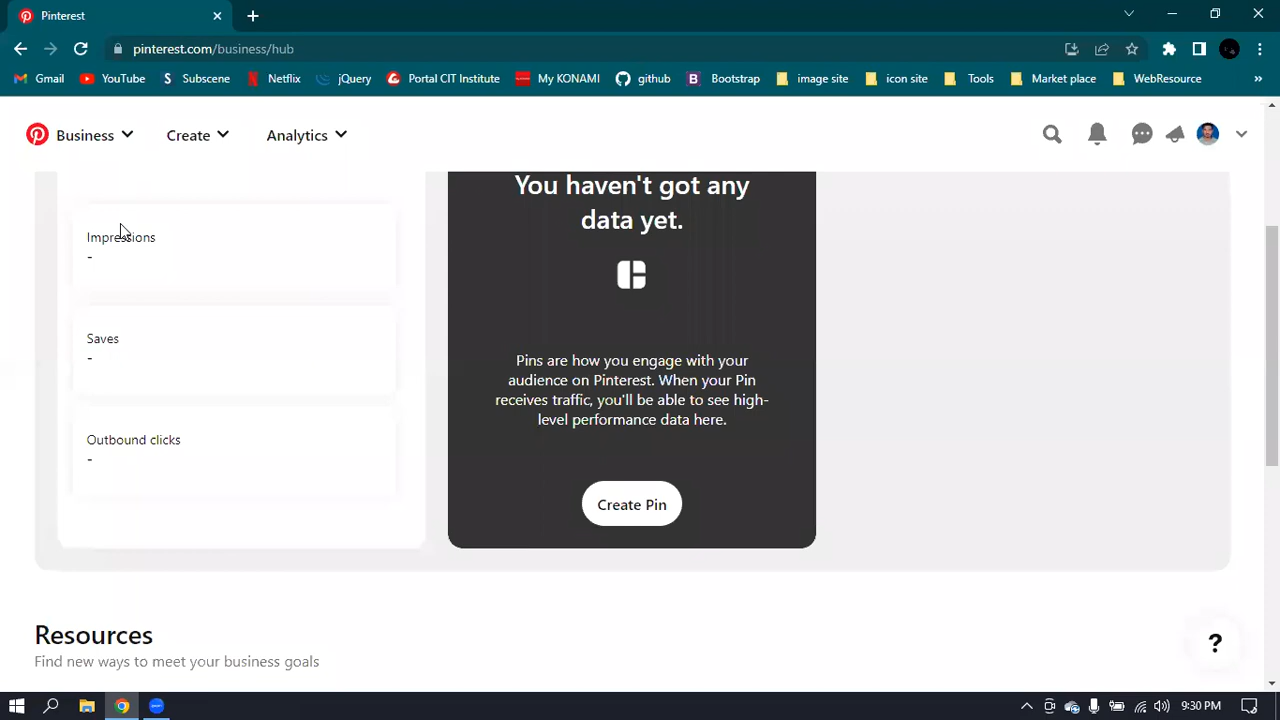 Pinterest
pinterest.com/business/hub
Gmail YouTube Subscene Netflix jQuery Portal CIT Institute My KONAMI github Bootstrap image site icon site Tools Market place WebResource »
Business Create Analytics
You haven't got any
data yet.
Impressions
-
Saves
-
Outbound clicks
-
Pins are how you engage with your
audience on Pinterest. When your Pin
receives traffic, you'll be able to see high-
level performance data here.
Create Pin
Resources
Find new ways to meet your business goals
?
9:30 PM